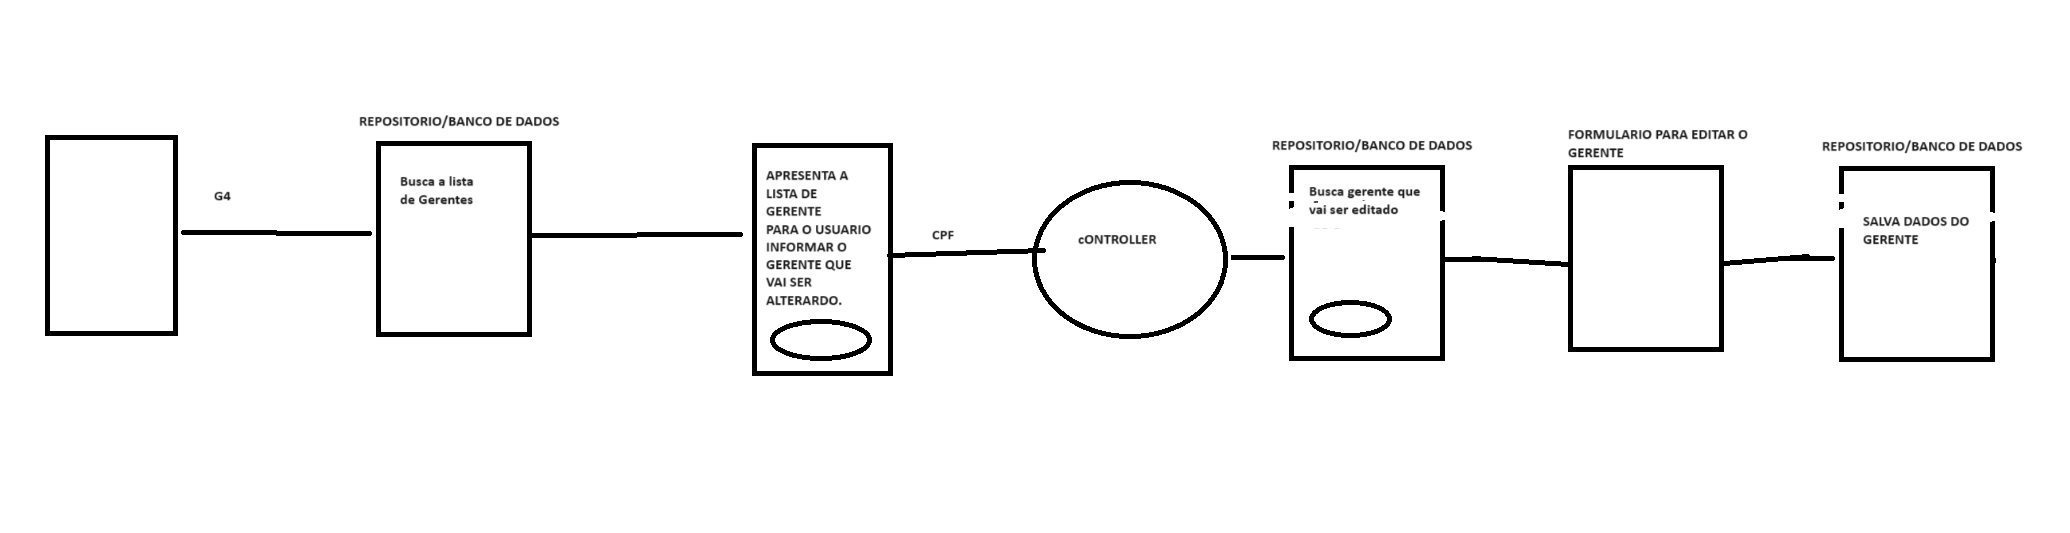 G4
REPOSITORIO/BANCO DE DADOS
Busca a lista
de Gerentes
APRESENTA A
LISTA DE
GERENTE
PARA O USUARIO
INFORMAR O
GERENTE QUE
VAI SER
ALTERARDO.
CPF
cONTROLLER
REPOSITORIO/BANCO DE DADOS
Busca gerente que
vai ser editado
FORMULARIO PARA EDITAR O
GERENTE
REPOSITORIO/BANCO DE DADOS
SALVA DADOS DO
GERENTE